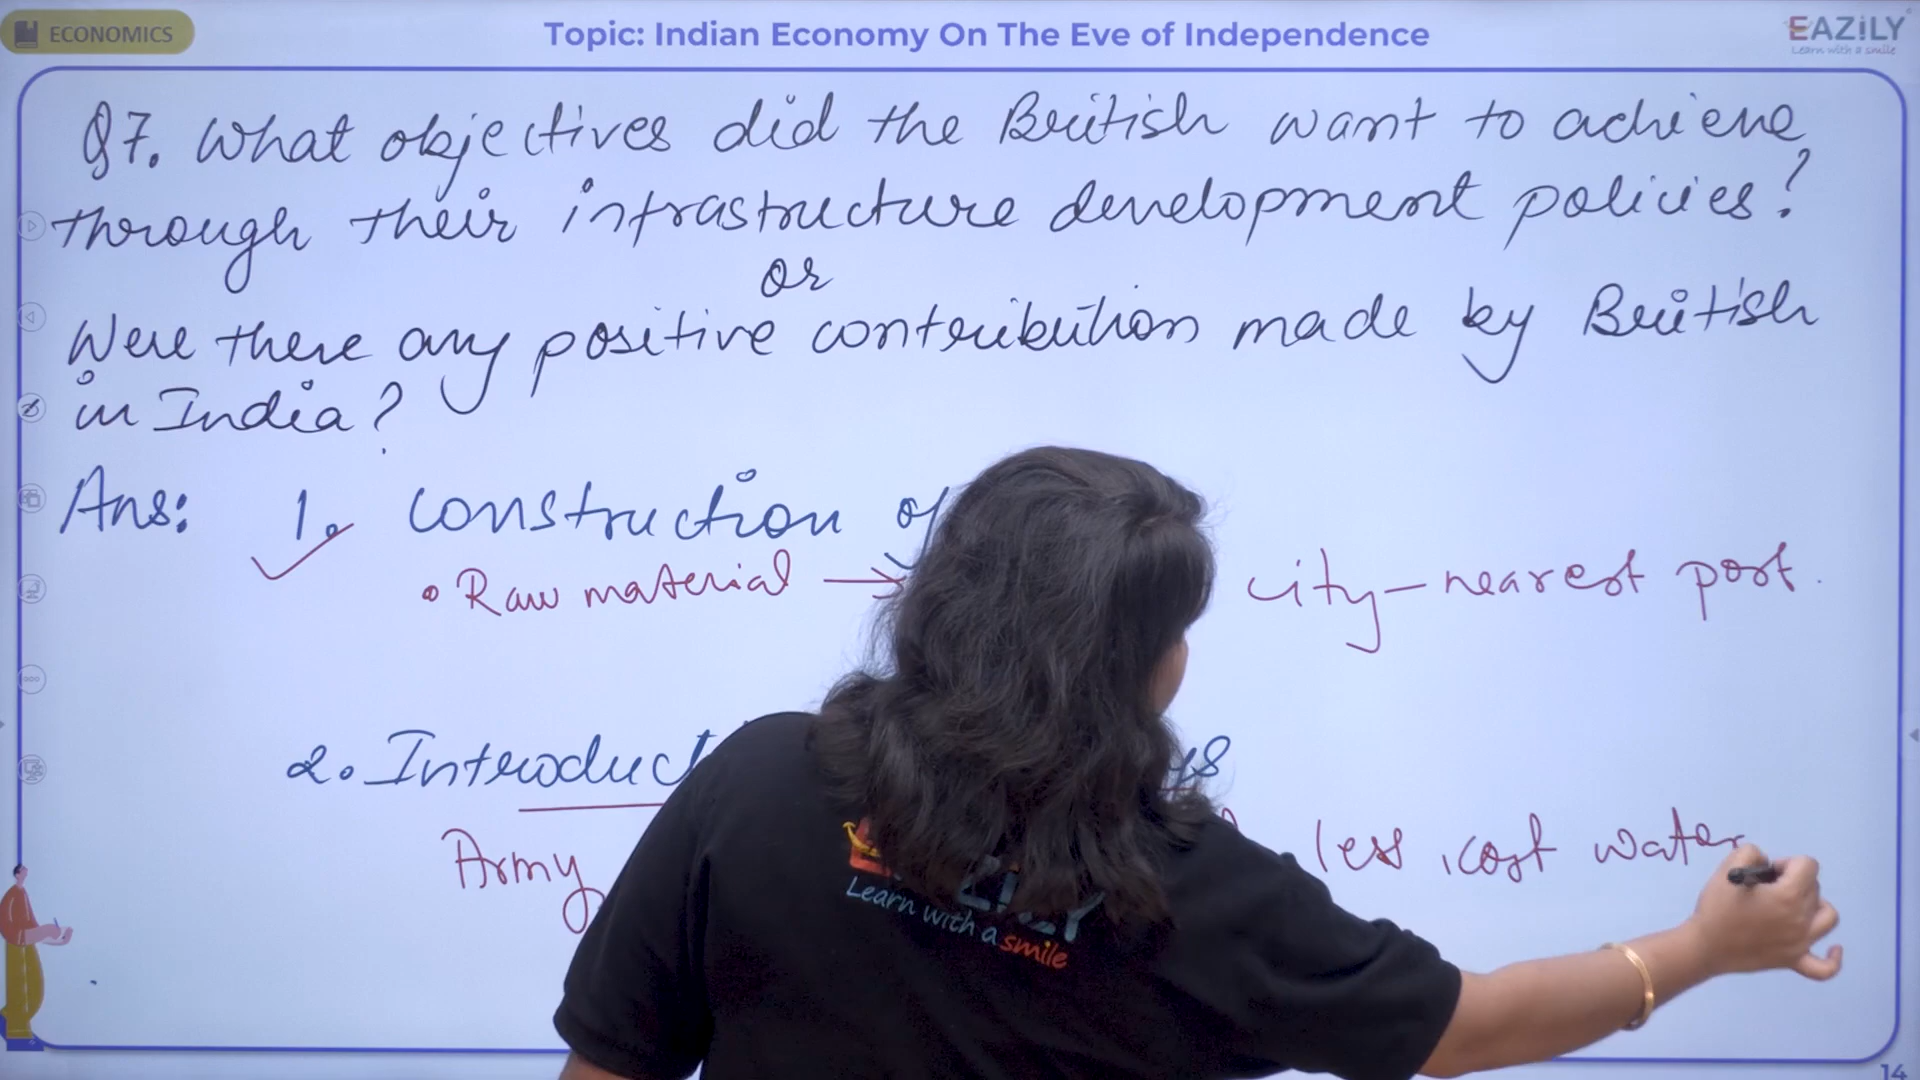 ECONOMICS
Topic: Indian Economy On The Eve of Independence
EAZILY
Learn with a smile
Q7. What objectives did the British want to achieve
through their infrastructure development policies?
or
Were there any positive contribution made by British
in India?
Ans: 1. Construction of
• Raw material → city - nearest port.
2. Introduct ys
Army less cost water
Learn with a smile
14